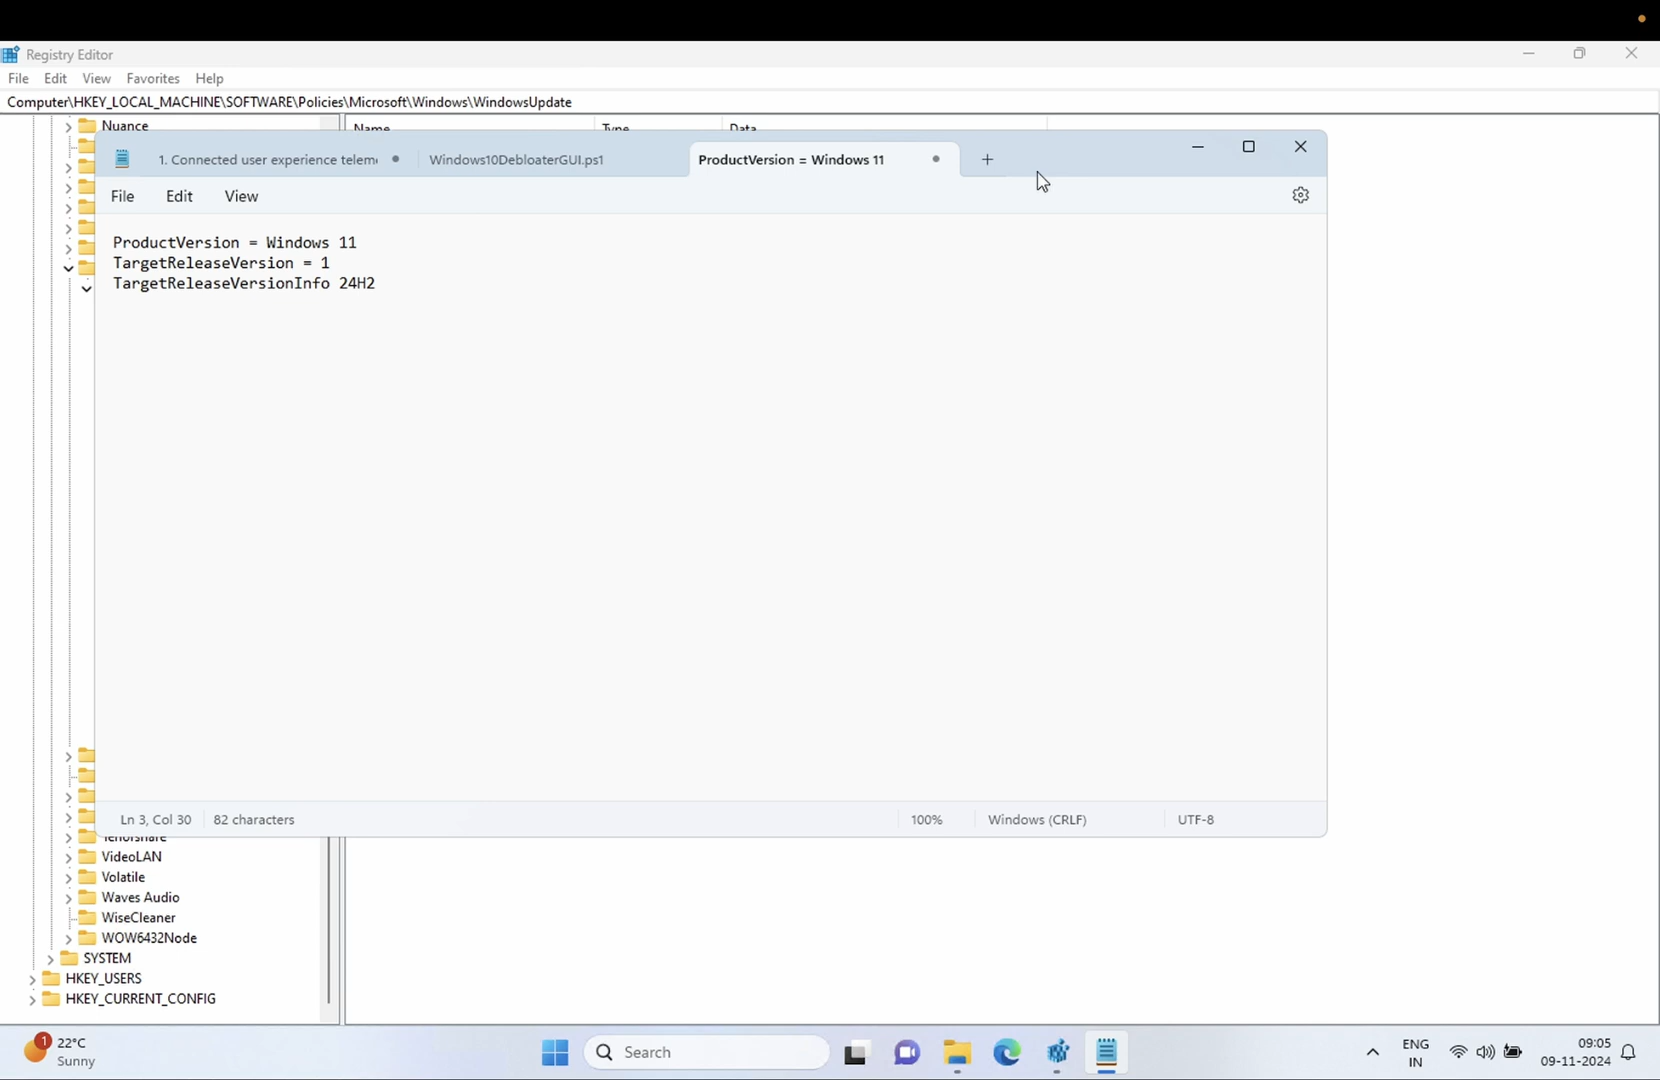 Registry Editor
File Edit View Favorites Help
Computer\HKEY_LOCAL_MACHINE\SOFTWARE\Policies\Microsoft\Windows\WindowsUpdate
Nuance
Name Type Data
1. Connected user experience telem Windows10DebloaterGUI.ps1 ProductVersion = Windows 11
File Edit View
ProductVersion = Windows 11
TargetReleaseVersion = 1
TargetReleaseVersionInfo 24H2
Ln 3, Col 30 82 characters 100% Windows (CRLF) UTF-8
Tenorshare
VideoLAN
Volatile
Waves Audio
WiseCleaner
WOW6432Node
SYSTEM
HKEY_USERS
HKEY_CURRENT_CONFIG
1
22°C
Sunny
Search
ENG
IN
09:05
09-11-2024